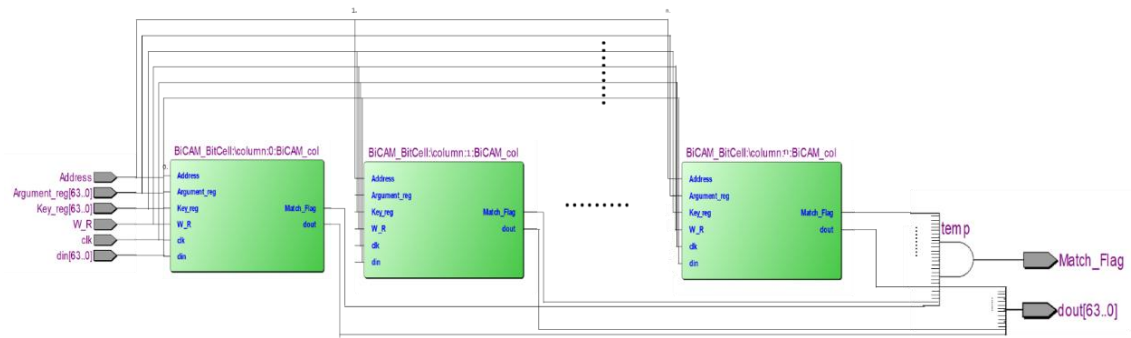 1.
BiCAM_BitCell:\column:0:BiCAM_col
BiCAM_BitCell:\column:1:BiCAM_col
BiCAM_BitCell:\column:n:BiCAM_col
0.
Address
Argument_reg[63..0]
Key_reg[63..0]
W_R
clk
din[63..0]
Address
Argument_reg
Key_reg
W_R
clk
din
Match_Flag
dout
Address
Argument_reg
Key_reg
W_R
clk
din
Match_Flag
dout
Address
Argument_reg
Key_reg
W_R
clk
din
Match_Flag
dout
temp
Match_Flag
dout[63..0]